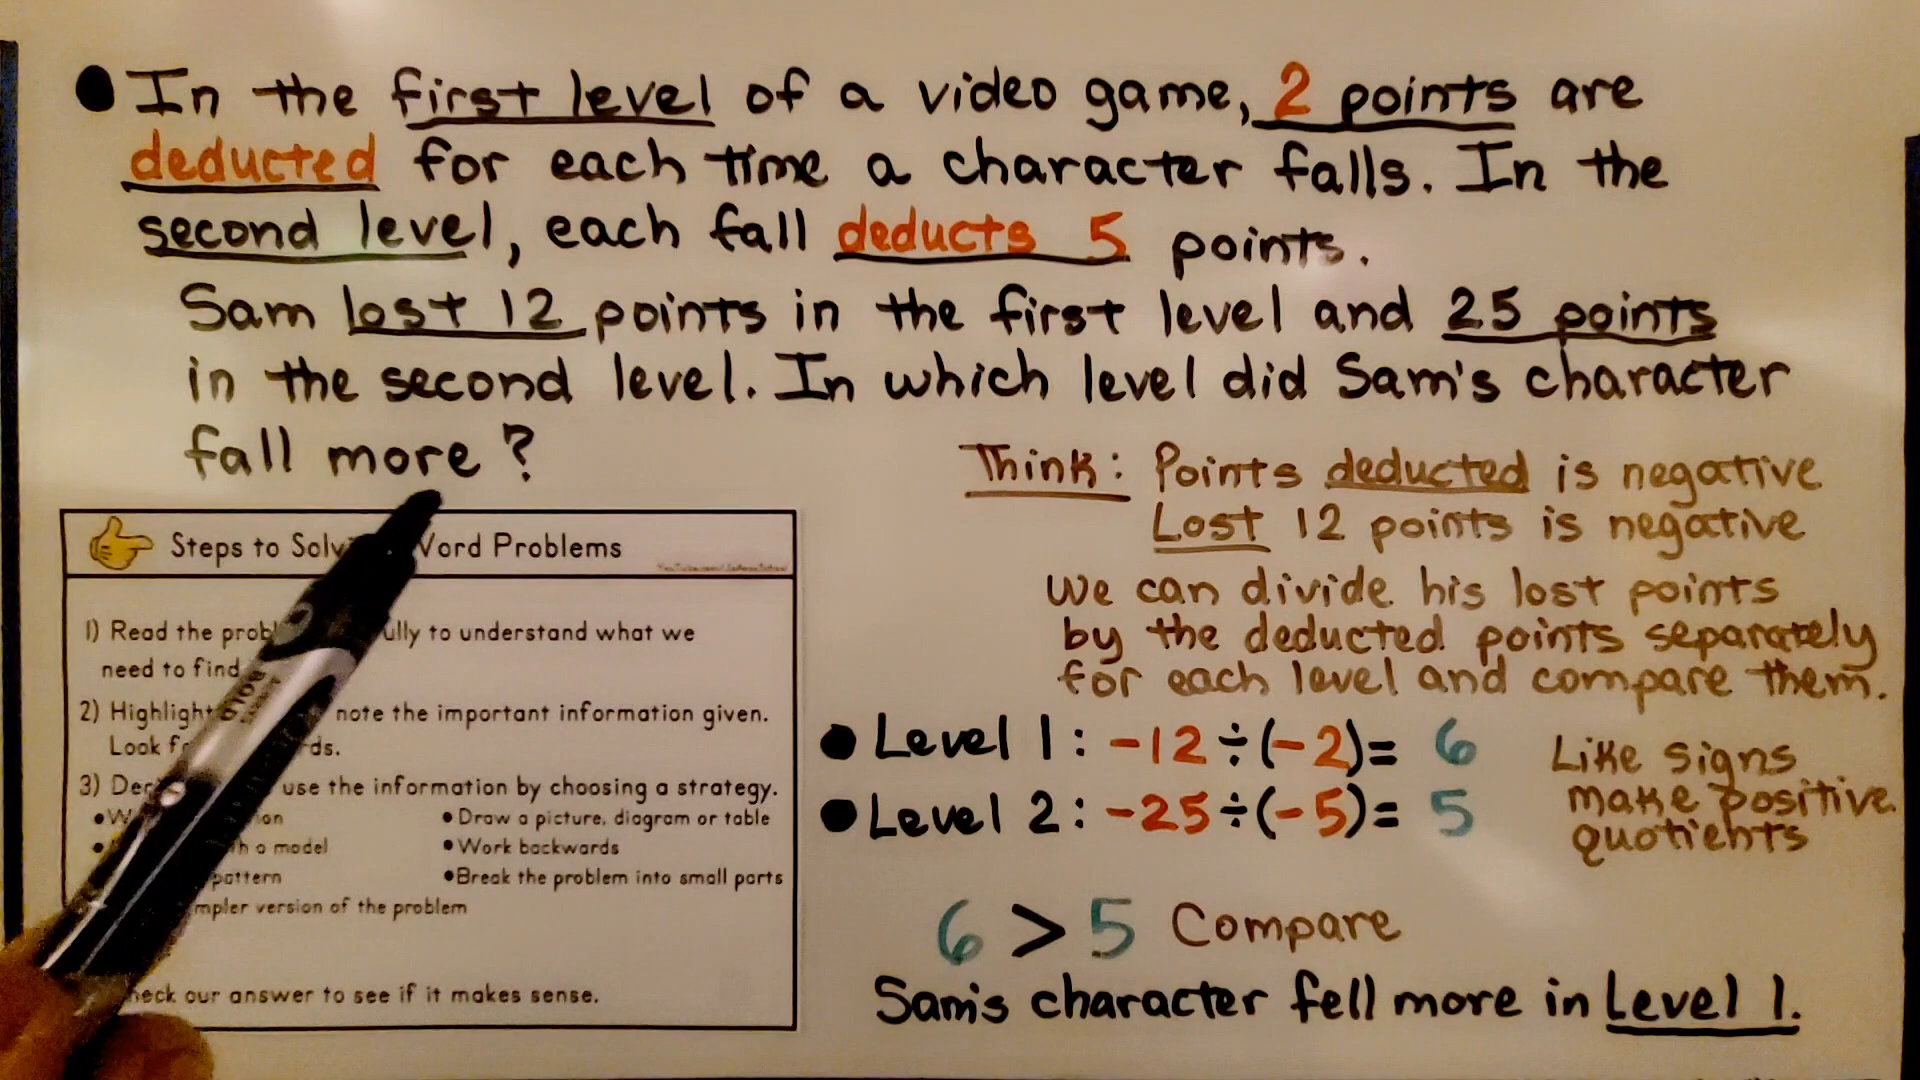 ● In the first level of a video game, 2 points are
deducted for each time a character falls. In the
second level, each fall deducts 5 points.
Sam lost 12 points in the first level and 25 points
in the second level. In which level did Sam's character
fall more?
Think: Points deducted is negative
Lost 12 points is negative
We can divide his lost points
by the deducted points separately
for each level and compare them.
● Level 1: -12÷(-2)= 6
● Level 2: -25÷(-5)= 5
Like signs
make positive
quotients
6 > 5 Compare
Sam's character fell more in Level 1.
Steps to Word Problems
1) Read the to understand what we
need to find
2) Highlight note the important information given.
Look
3) use the information by choosing a strategy.
● Draw a picture, diagram or table
a model
● Work backwards
pattern
● Break the problem into small parts
version of the problem
our answer to see if it makes sense.